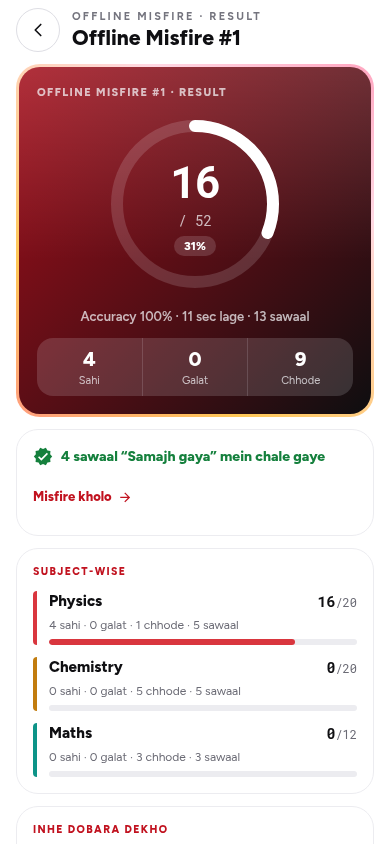 OFFLINE MISFIRE · RESULT
Offline Misfire #1
OFFLINE MISFIRE #1 · RESULT
16
/ 52
31%
Accuracy 100% · 11 sec lage · 13 sawaal
4 0 9
Sahi Galat Chhode
4 sawaal “Samajh gaya” mein chale gaye
Misfire kholo →
SUBJECT-WISE
Physics 16/20
4 sahi · 0 galat · 1 chhode · 5 sawaal
Chemistry 0/20
0 sahi · 0 galat · 5 chhode · 5 sawaal
Maths 0/12
0 sahi · 0 galat · 3 chhode · 3 sawaal
INHE DOBARA DEKHO